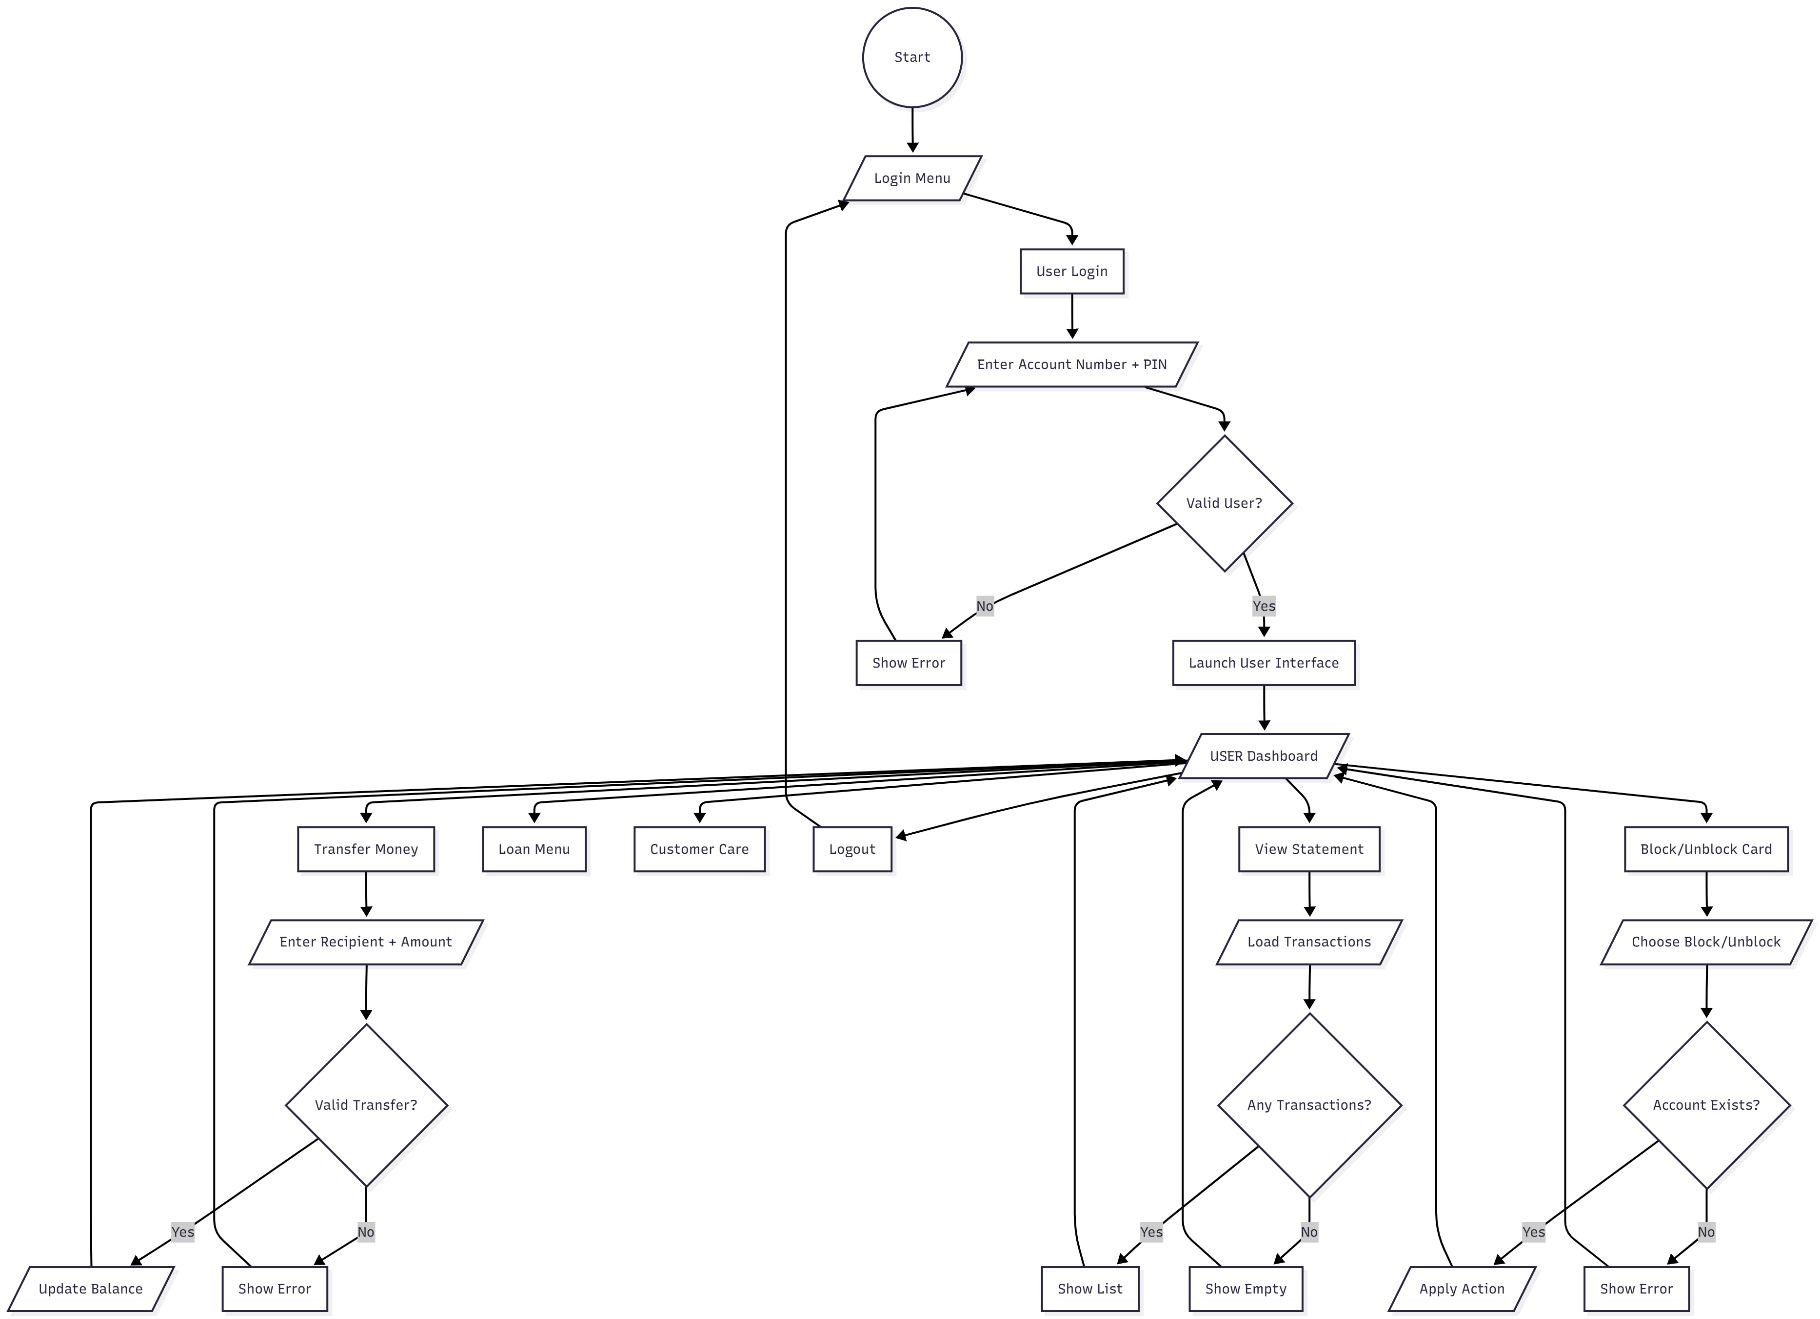 Start
Login Menu
User Login
Enter Account Number + PIN
Valid User?
No
Yes
Show Error
Launch User Interface
USER Dashboard
Transfer Money
Loan Menu
Customer Care
Logout
View Statement
Block/Unblock Card
Enter Recipient + Amount
Load Transactions
Choose Block/Unblock
Valid Transfer?
Any Transactions?
Account Exists?
Yes
No
Yes
No
Yes
No
Update Balance
Show Error
Show List
Show Empty
Apply Action
Show Error